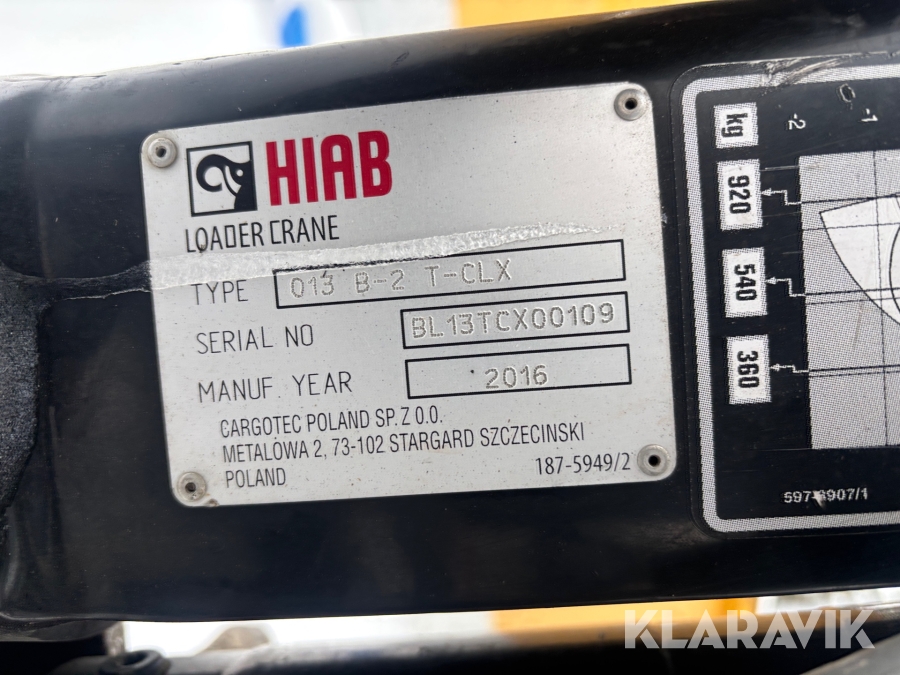 HIAB
LOADER CRANE
TYPE 013 B-2 T-CLX
SERIAL NO BL13TCX00109
MANUF. YEAR 2016
CARGOTEC POLAND SP. Z O.O.
METALOWA 2, 73-102 STARGARD SZCZECINSKI
POLAND
187-5949/2
kg
-2
-1
920
540
360
KLARAVIK